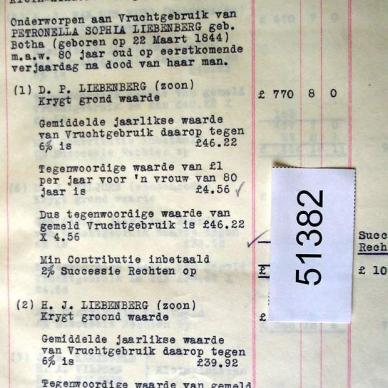 Onderworpen aan Vruchtgebruik van
PETRONELLA SOPHIA LIEBENBERG geb.
Botha (geboren op 22 Maart 1844)
m.a.w. 80 jaar oud op eerstkomende
verjaardag na dood van haar man.
(1) D. P. LIEBENBERG (zoon)
Krygt grond waarde £ 770 8 0
Gemiddelde jaarlikse waarde
van Vruchtgebruik daarop tegen
6% is £46.22
Tegenwoordige waarde van £1
per jaar voor 'n vrouw van 80
jaar is £4.56
Dus tegenwoordige waarde van
gemeld Vruchtgebruik is £46.22
X 4.56
Succ
Rech
Min Contributie inbetaald
2% Successie Rechten op £ £ 10
51382
(2) H. J. LIEBENBERG (zoon)
Krygt groond waarde £
Gemiddelde jaarlikse waarde
van Vruchtgebruik daarop tegen
6% is £39.92
Tegenwoordige waarde van gemeld